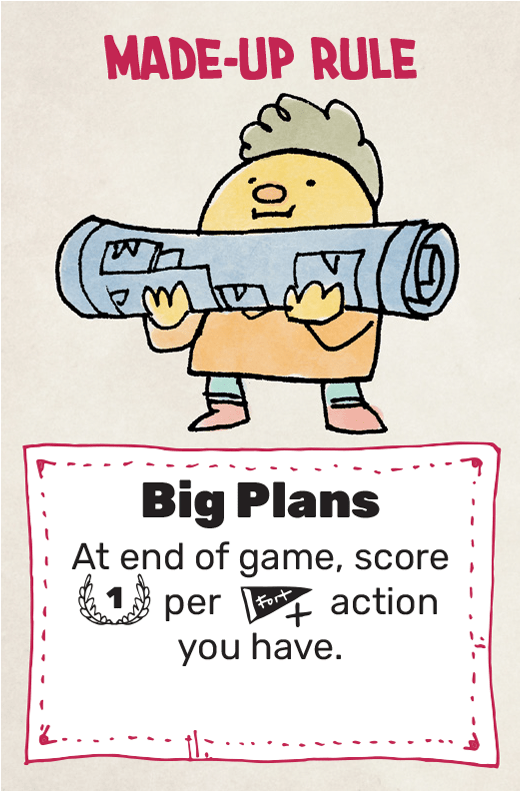 MADE-UP RULE
Big Plans
At end of game, score
1 per Fort + action
you have.